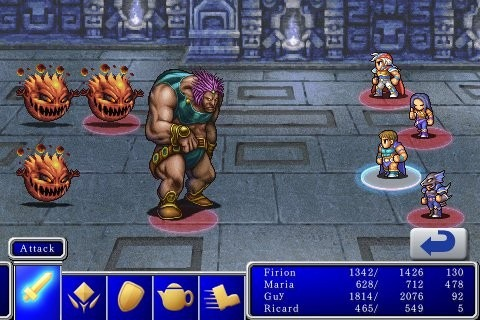 Attack
Firion 1342/ 1426 130
Maria 628/ 712 478
Guy 1814/ 2076 92
Ricard 465/ 549 5